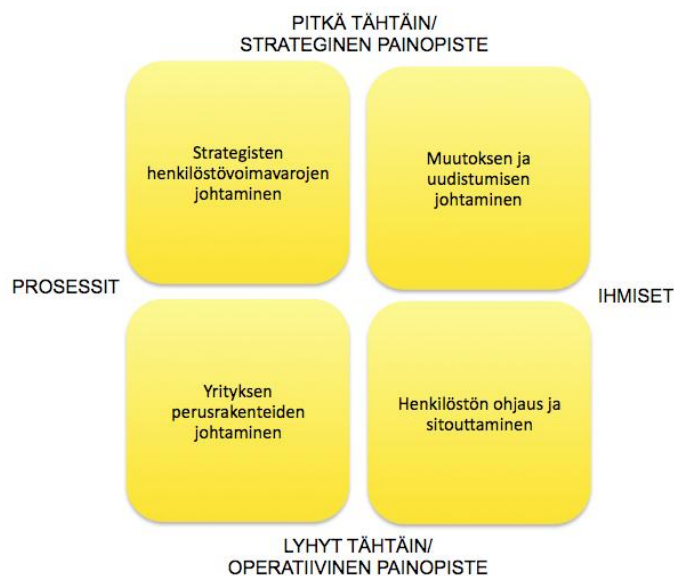 PITKÄ TÄHTÄIN/
STRATEGINEN PAINOPISTE
Strategisten
henkilöstövoimavarojen
johtaminen
Muutoksen ja
uudistumisen
johtaminen
PROSESSIT
IHMISET
Yrityksen
perusrakenteiden
johtaminen
Henkilöstön ohjaus ja
sitouttaminen
LYHYT TÄHTÄIN/
OPERATIIVINEN PAINOPISTE